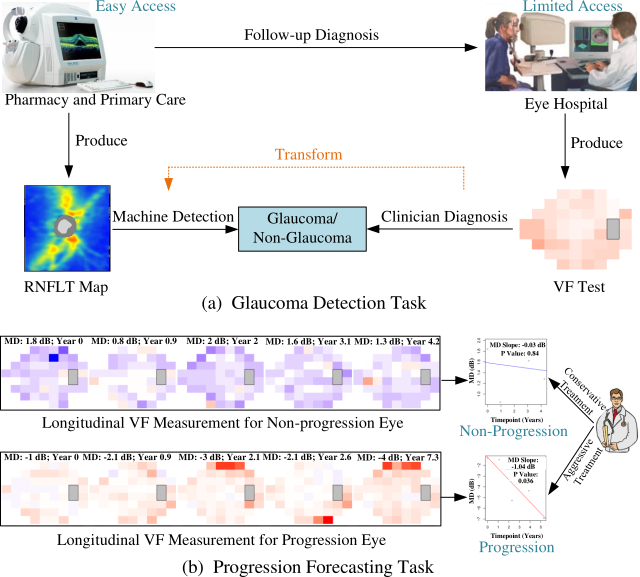 Easy Access
Limited Access
Follow-up Diagnosis
Pharmacy and Primary Care
Eye Hospital
Produce
Produce
Transform
Machine Detection
Glaucoma/
Non-Glaucoma
Clinician Diagnosis
RNFLT Map
VF Test
(a) Glaucoma Detection Task
MD: 1.8 dB; Year 0
MD: 0.8 dB; Year 0.9
MD: 2 dB; Year 2
MD: 1.6 dB; Year 3.1
MD: 1.3 dB; Year 4.2
Longitudinal VF Measurement for Non-progression Eye
MD Slope: -0.03 dB
P Value: 0.84
MD (dB)
Timepoint (Years)
Non-Progression
Conservative
Treatment
Aggressive
Treatment
MD: -1 dB; Year 0
MD: -2.1 dB; Year 0.9
MD: -3 dB; Year 2.1
MD: -2.1 dB; Year 2.6
MD: -4 dB; Year 7.3
Longitudinal VF Measurement for Progression Eye
MD Slope:
-1.04 dB
P Value:
0.036
MD (dB)
Timepoint (Years)
Progression
(b) Progression Forecasting Task